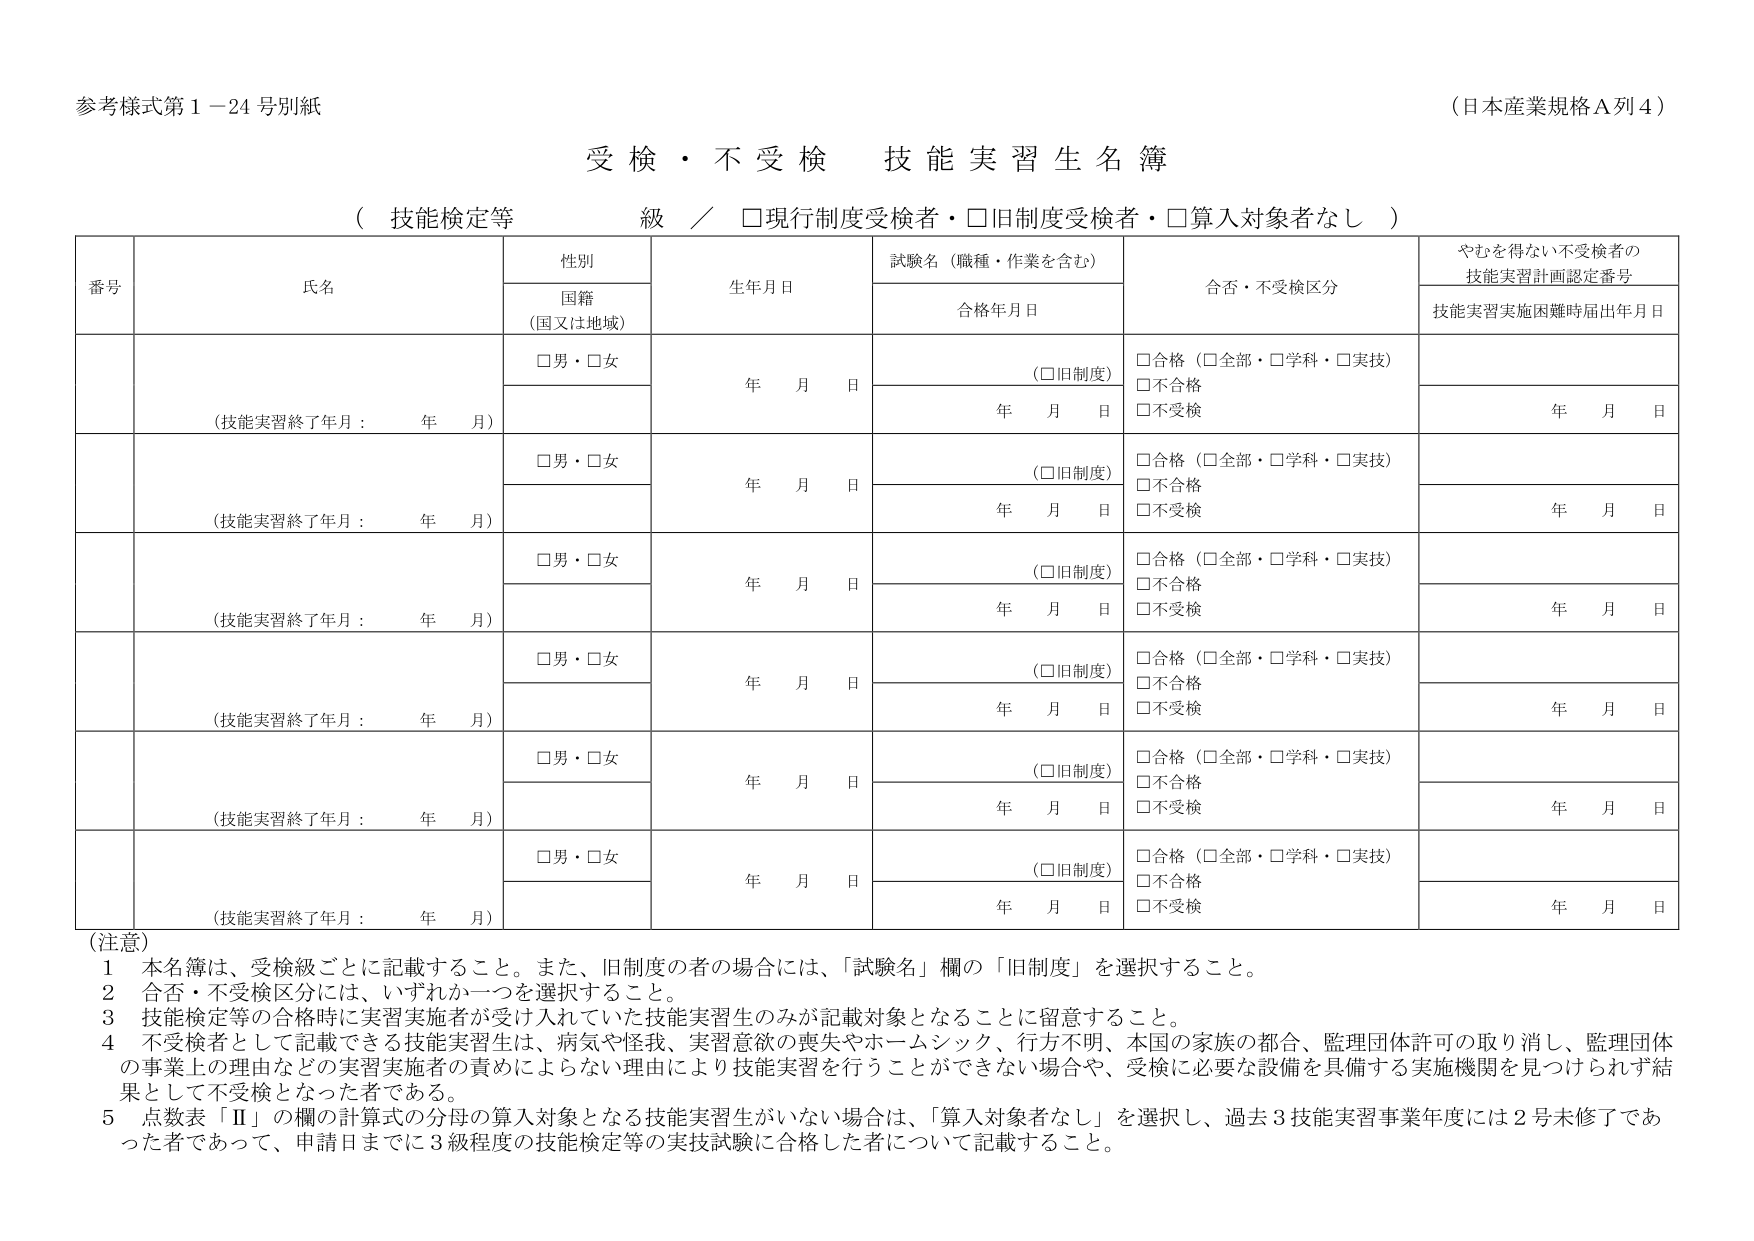 参考様式第１－24 号別紙
（日本産業規格Ａ列４）
受検・不受検　技能実習生名簿
（　技能検定等　　　　　級　／　□現行制度受検者・□旧制度受検者・□算入対象者なし　）
番号
氏名
性別
国籍
（国又は地域）
生年月日
試験名（職種・作業を含む）
合格年月日
合否・不受検区分
やむを得ない不受検者の
技能実習計画認定番号
技能実習実施困難時届出年月日
（技能実習終了年月：　　　年　　月）
□男・□女
年　　月　　日
（□旧制度）
年　　月　　日
□合格（□全部・□学科・□実技）
□不合格
□不受検
年　　月　　日
（技能実習終了年月：　　　年　　月）
□男・□女
年　　月　　日
（□旧制度）
年　　月　　日
□合格（□全部・□学科・□実技）
□不合格
□不受検
年　　月　　日
（技能実習終了年月：　　　年　　月）
□男・□女
年　　月　　日
（□旧制度）
年　　月　　日
□合格（□全部・□学科・□実技）
□不合格
□不受検
年　　月　　日
（技能実習終了年月：　　　年　　月）
□男・□女
年　　月　　日
（□旧制度）
年　　月　　日
□合格（□全部・□学科・□実技）
□不合格
□不受検
年　　月　　日
（技能実習終了年月：　　　年　　月）
□男・□女
年　　月　　日
（□旧制度）
年　　月　　日
□合格（□全部・□学科・□実技）
□不合格
□不受検
年　　月　　日
（技能実習終了年月：　　　年　　月）
□男・□女
年　　月　　日
（□旧制度）
年　　月　　日
□合格（□全部・□学科・□実技）
□不合格
□不受検
年　　月　　日
（注意）
１　本名簿は、受検級ごとに記載すること。また、旧制度の者の場合には、「試験名」欄の「旧制度」を選択すること。
２　合否・不受検区分には、いずれか一つを選択すること。
３　技能検定等の合格時に実習実施者が受け入れていた技能実習生のみが記載対象となることに留意すること。
４　不受検者として記載できる技能実習生は、病気や怪我、実習意欲の喪失やホームシック、行方不明、本国の家族の都合、監理団体許可の取り消し、監理団体
の事業上の理由などの実習実施者の責めによらない理由により技能実習を行うことができない場合や、受検に必要な設備を具備する実施機関を見つけられず結
果として不受検となった者である。
５　点数表「Ⅱ」の欄の計算式の分母の算入対象となる技能実習生がいない場合は、「算入対象者なし」を選択し、過去３技能実習事業年度には２号未修了であ
った者であって、申請日までに３級程度の技能検定等の実技試験に合格した者について記載すること。